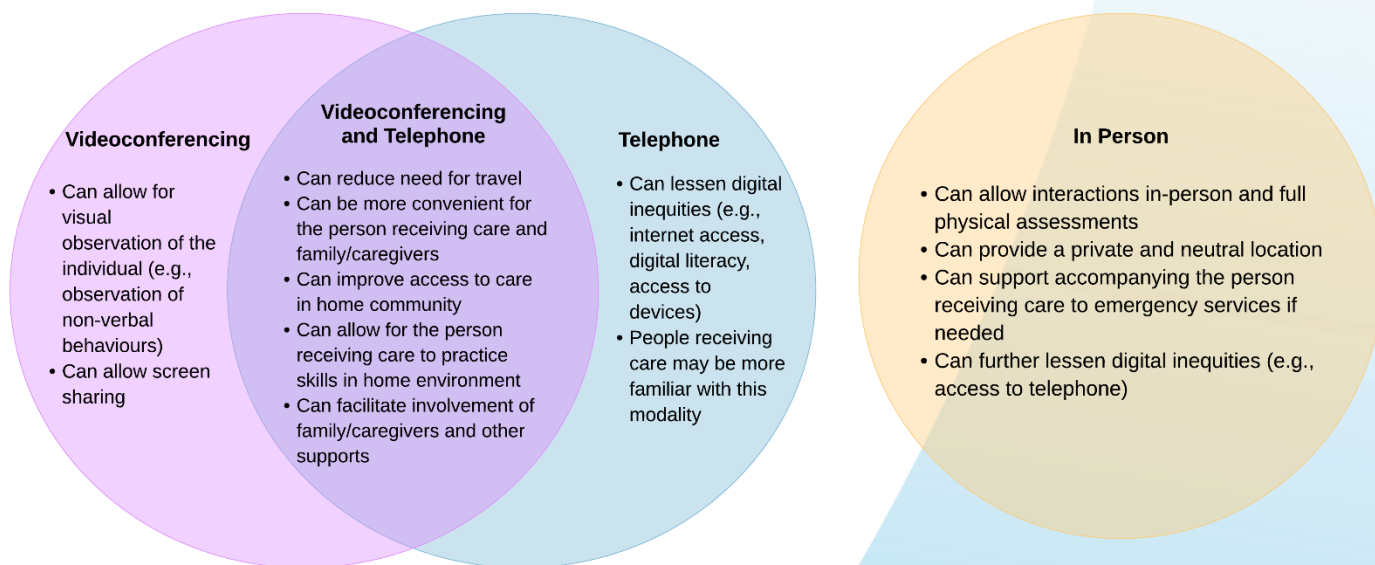 Videoconferencing
• Can allow for
visual
observation of the
individual (e.g.,
observation of
non-verbal
behaviours)
• Can allow screen
sharing
Videoconferencing
and Telephone
• Can reduce need for travel
• Can be more convenient for
the person receiving care and
family/caregivers
• Can improve access to care
in home community
• Can allow for the person
receiving care to practice
skills in home environment
• Can facilitate involvement of
family/caregivers and other
supports
Telephone
• Can lessen digital
inequities (e.g.,
internet access,
digital literacy,
access to
devices)
• People receiving
care may be more
familiar with this
modality
In Person
• Can allow interactions in-person and full
physical assessments
• Can provide a private and neutral location
• Can support accompanying the person
receiving care to emergency services if
needed
• Can further lessen digital inequities (e.g.,
access to telephone)